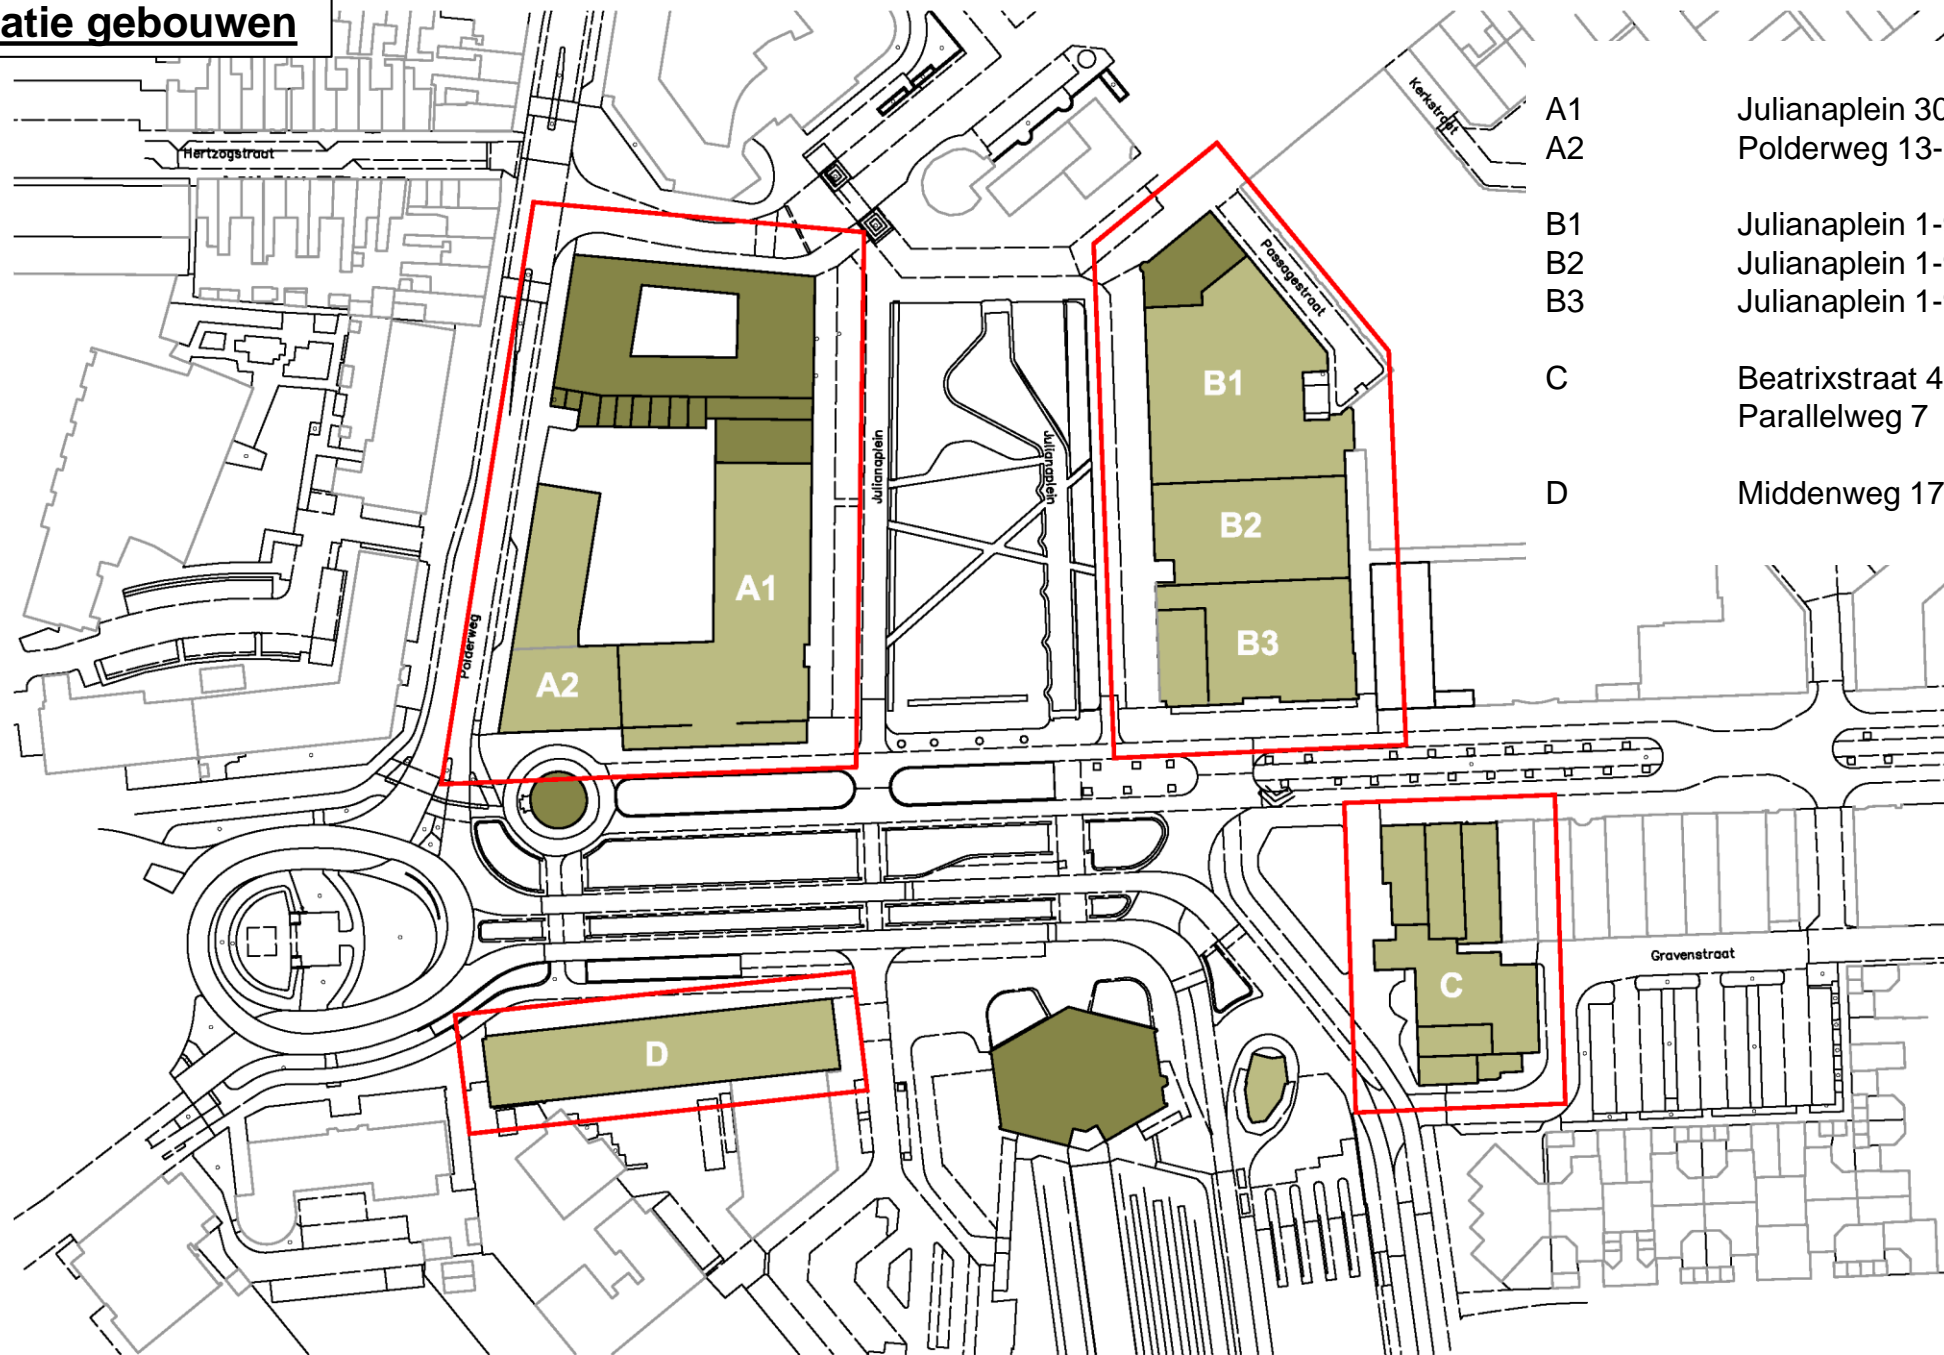 atie gebouwen
A1 Julianaplein 30
A2 Polderweg 13-
B1 Julianaplein 1-
B2 Julianaplein 1-
B3 Julianaplein 1-
C Beatrixstraat 4
Parallelweg 7
D Middenweg 17
Hertzogstraat
Kerkstraat
Passagestraat
Julianaplein
Julianaplein
Polderweg
Gravenstraat
B1
B2
A1
B3
A2
C
D